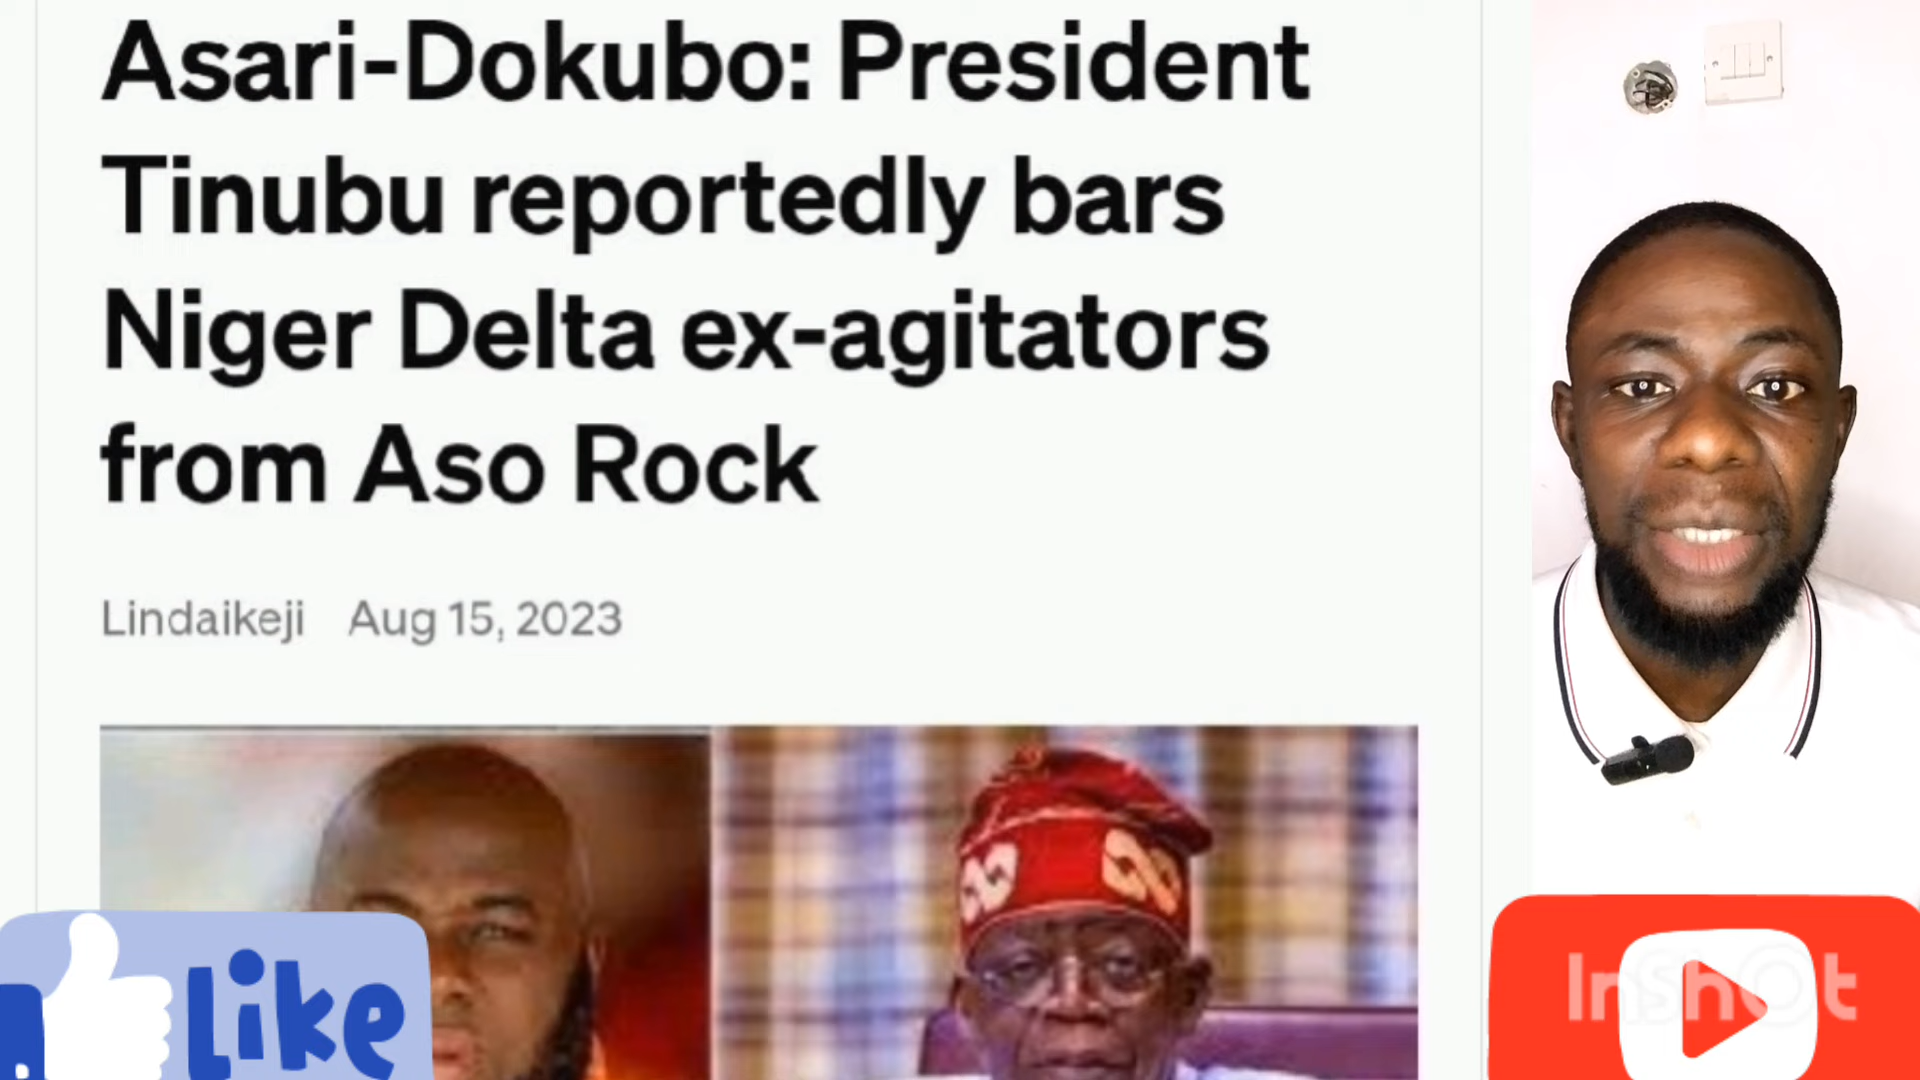 Asari-Dokubo: President
Tinubu reportedly bars
Niger Delta ex-agitators
from Aso Rock
Lindaikeji Aug 15, 2023
Like
InShOt